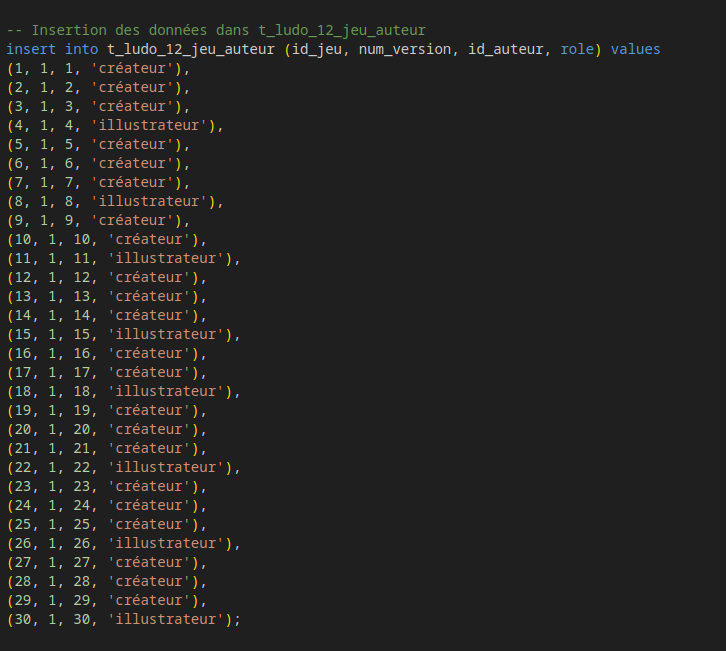 -- Insertion des données dans t_ludo_12_jeu_auteur
insert into t_ludo_12_jeu_auteur (id_jeu, num_version, id_auteur, role) values
(1, 1, 1, 'créateur'),
(2, 1, 2, 'créateur'),
(3, 1, 3, 'créateur'),
(4, 1, 4, 'illustrateur'),
(5, 1, 5, 'créateur'),
(6, 1, 6, 'créateur'),
(7, 1, 7, 'créateur'),
(8, 1, 8, 'illustrateur'),
(9, 1, 9, 'créateur'),
(10, 1, 10, 'créateur'),
(11, 1, 11, 'illustrateur'),
(12, 1, 12, 'créateur'),
(13, 1, 13, 'créateur'),
(14, 1, 14, 'créateur'),
(15, 1, 15, 'illustrateur'),
(16, 1, 16, 'créateur'),
(17, 1, 17, 'créateur'),
(18, 1, 18, 'illustrateur'),
(19, 1, 19, 'créateur'),
(20, 1, 20, 'créateur'),
(21, 1, 21, 'créateur'),
(22, 1, 22, 'illustrateur'),
(23, 1, 23, 'créateur'),
(24, 1, 24, 'créateur'),
(25, 1, 25, 'créateur'),
(26, 1, 26, 'illustrateur'),
(27, 1, 27, 'créateur'),
(28, 1, 28, 'créateur'),
(29, 1, 29, 'créateur'),
(30, 1, 30, 'illustrateur');